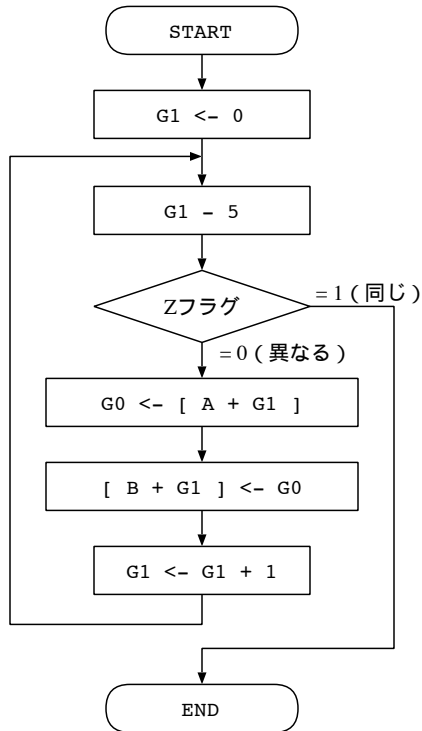 START
G1 <- 0
G1 - 5
Zフラグ
= 1 ( 同じ )
= 0 ( 異なる )
G0 <- [ A + G1 ]
[ B + G1 ] <- G0
G1 <- G1 + 1
END